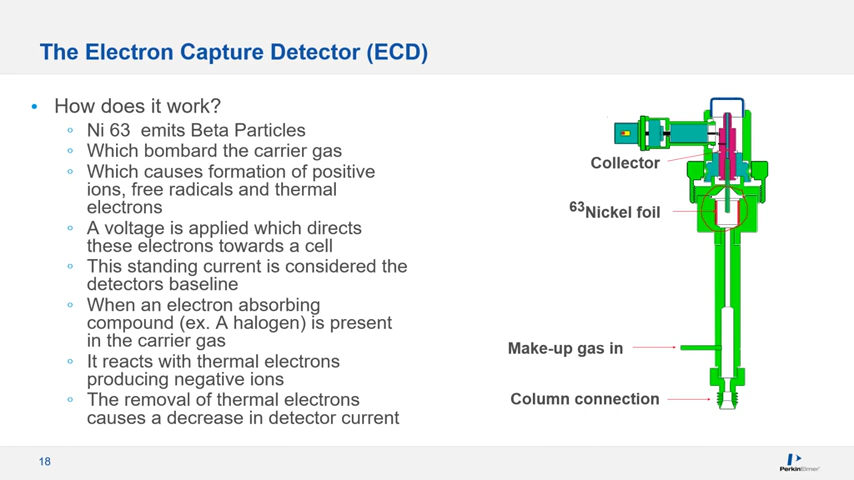 The Electron Capture Detector (ECD)
• How does it work?
Ni 63 emits Beta Particles
Which bombard the carrier gas
Which causes formation of positive
ions, free radicals and thermal
electrons
A voltage is applied which directs
these electrons towards a cell
This standing current is considered the
detectors baseline
When an electron absorbing
compound (ex. A halogen) is present
in the carrier gas
It reacts with thermal electrons
producing negative ions
The removal of thermal electrons
causes a decrease in detector current
Collector
63Nickel foil
Make-up gas in
Column connection
18
PerkinElmer